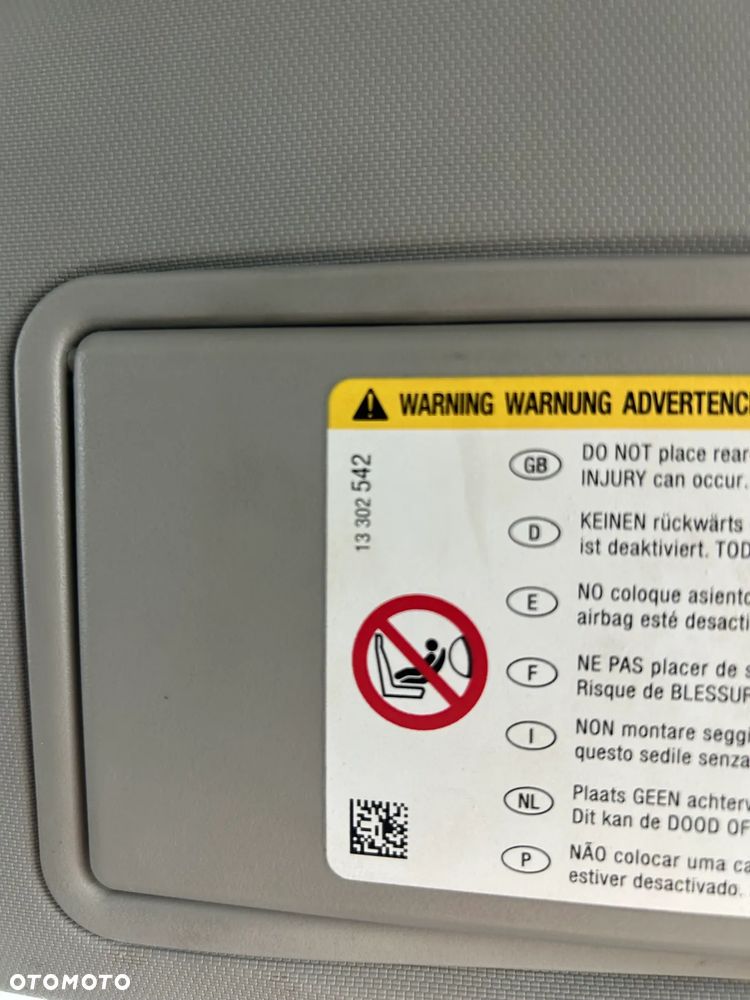 WARNING WARNUNG ADVERTENC
13 302 542
GB
DO NOT place rear
INJURY can occur.
D
KEINEN rückwärts
ist deaktiviert. TOD
E
NO coloque asiento
airbag esté desacti
F
NE PAS placer de s
Risque de BLESSUR
I
NON montare seggi
questo sedile senza
NL
Plaats GEEN achterw
Dit kan de DOOD OF
P
NÃO colocar uma ca
estiver desactivado.
OTOMOTO